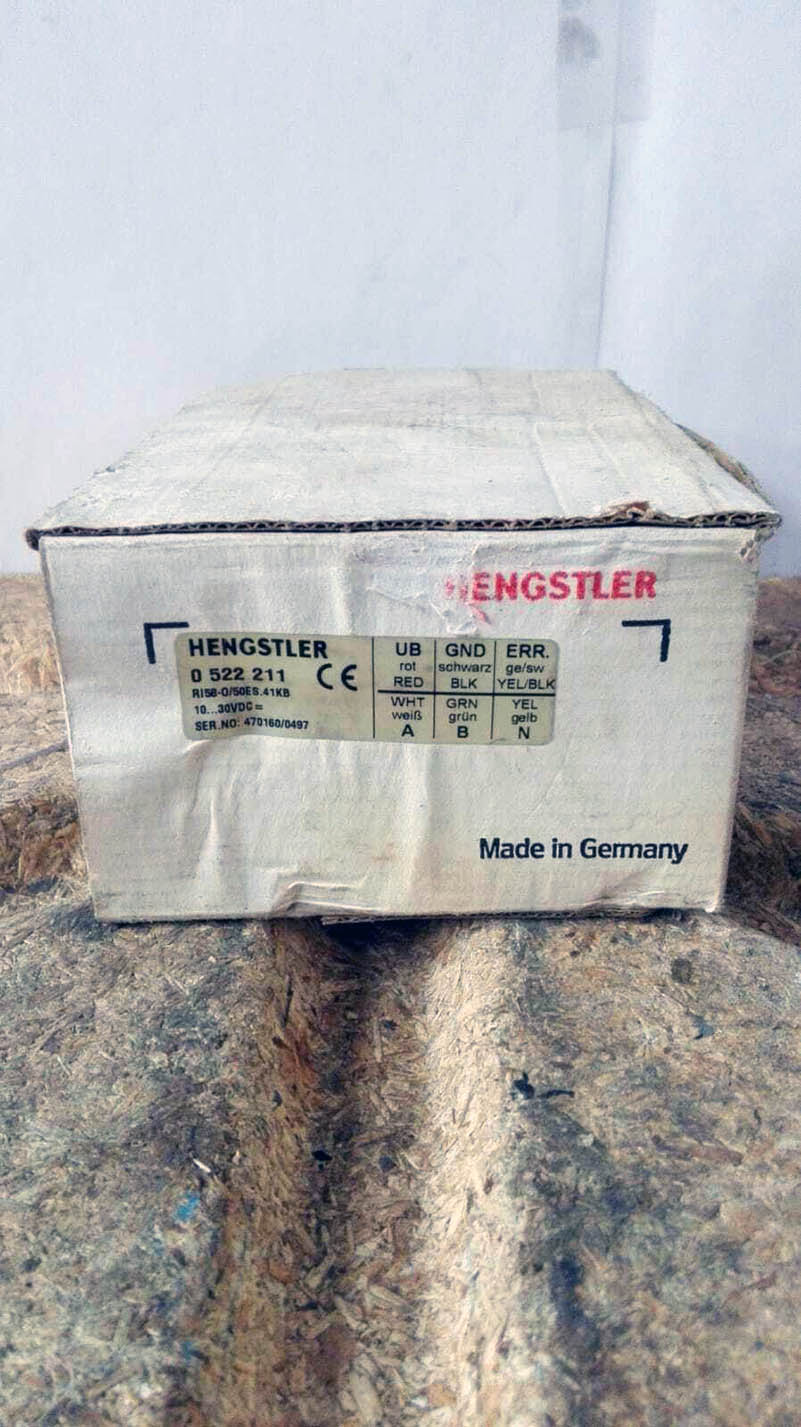 HENGSTLER
HENGSTLER
0 522 211 CE
RI58-O/50ES.41KB
10...30VDC =
SER.NO: 470160/0497
UB GND ERR.
rot schwarz ge/sw
RED BLK YEL/BLK
WHT GRN YEL
weiß grün gelb
A B N
Made in Germany